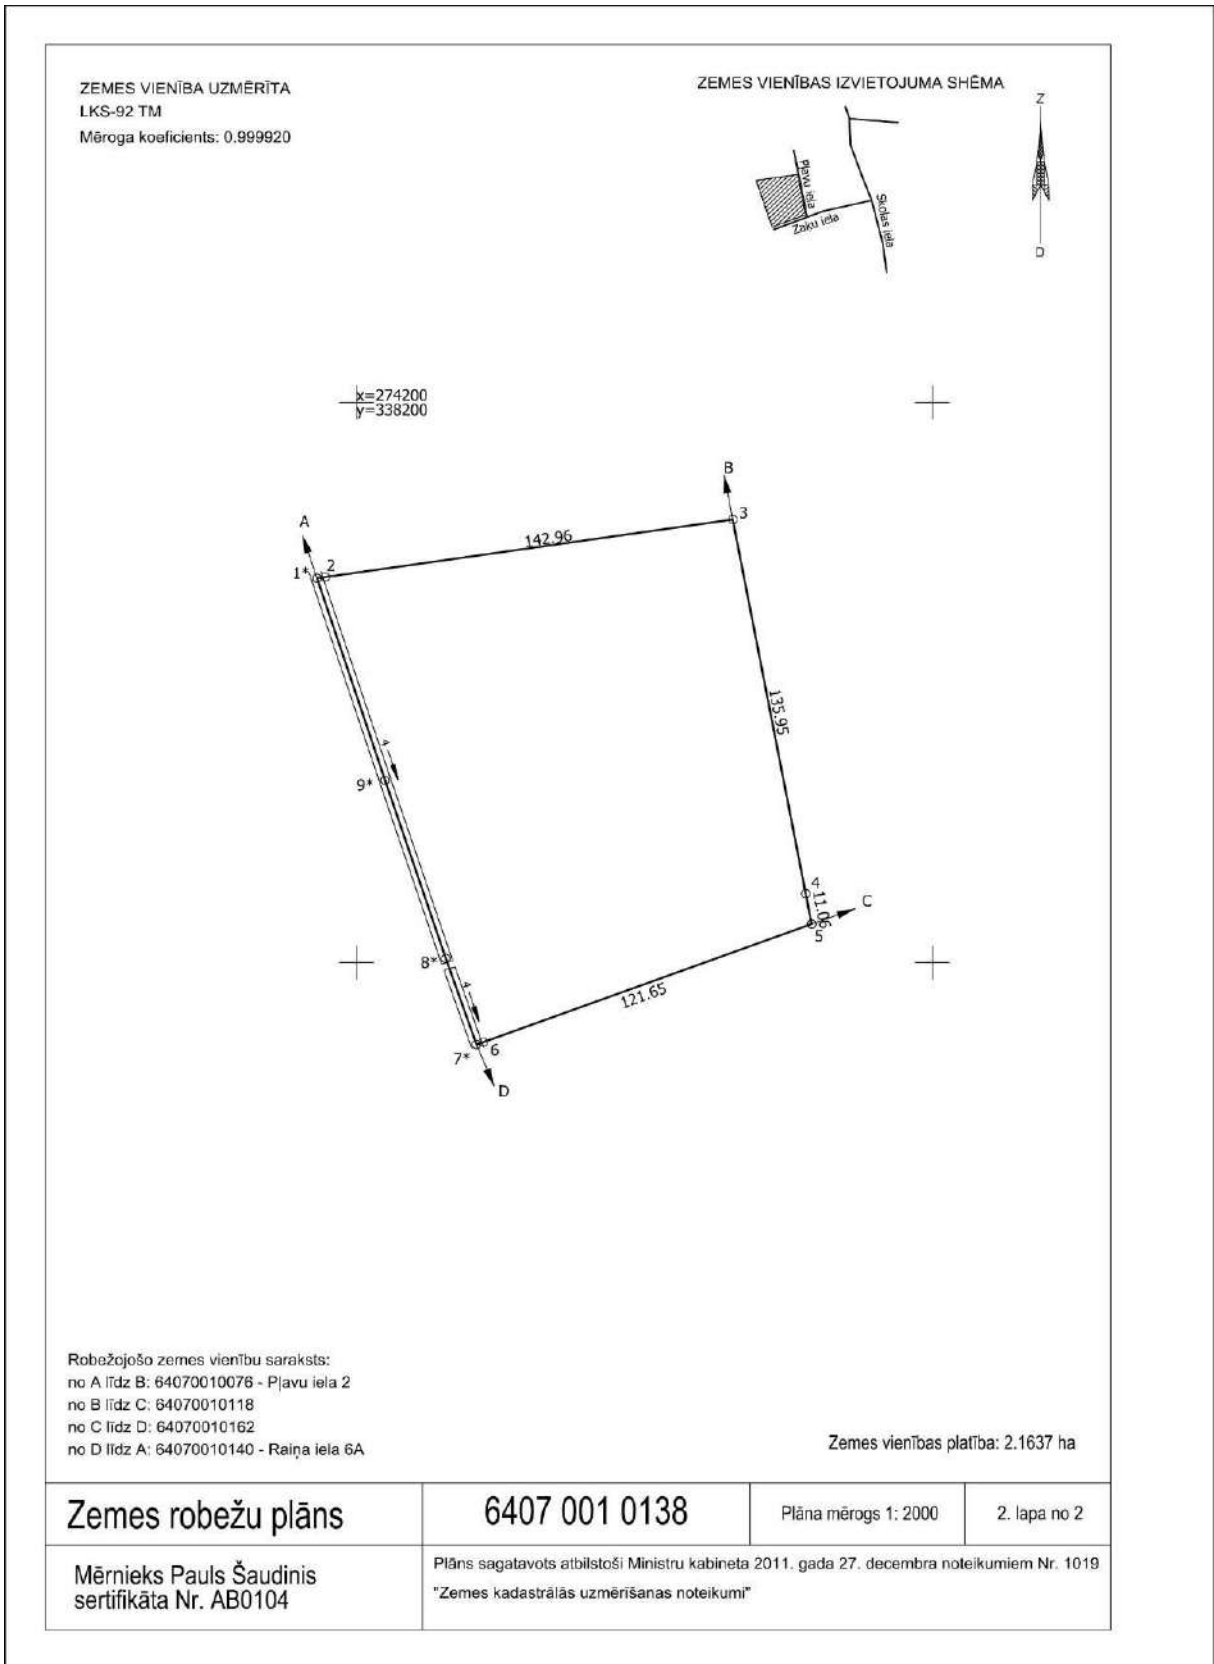 ZEMES VIENĪBA UZMĒRĪTA
LKS-92 TM
Mēroga koeficients: 0.999920
ZEMES VIENĪBAS IZVIETOJUMA SHĒMA
Z
Pļavu iela
Skolas iela
Zaķu iela
D
x=274200
y=338200
B
3
A
142.96
2
1*
135.95
4
9*
4
11.06
C
5
8*
4
121.65
6
7*
D
Robežojošo zemes vienību saraksts:
no A līdz B: 64070010076 - Pļavu iela 2
no B līdz C: 64070010118
no C līdz D: 64070010162
no D līdz A: 64070010140 - Raiņa iela 6A
Zemes vienības platība: 2.1637 ha
Zemes robežu plāns
6407 001 0138
Plāna mērogs 1: 2000
2. lapa no 2
Mērnieks Pauls Šaudinis
sertifikāta Nr. AB0104
Plāns sagatavots atbilstoši Ministru kabineta 2011. gada 27. decembra noteikumiem Nr. 1019
"Zemes kadastrālās uzmērīšanas noteikumi"